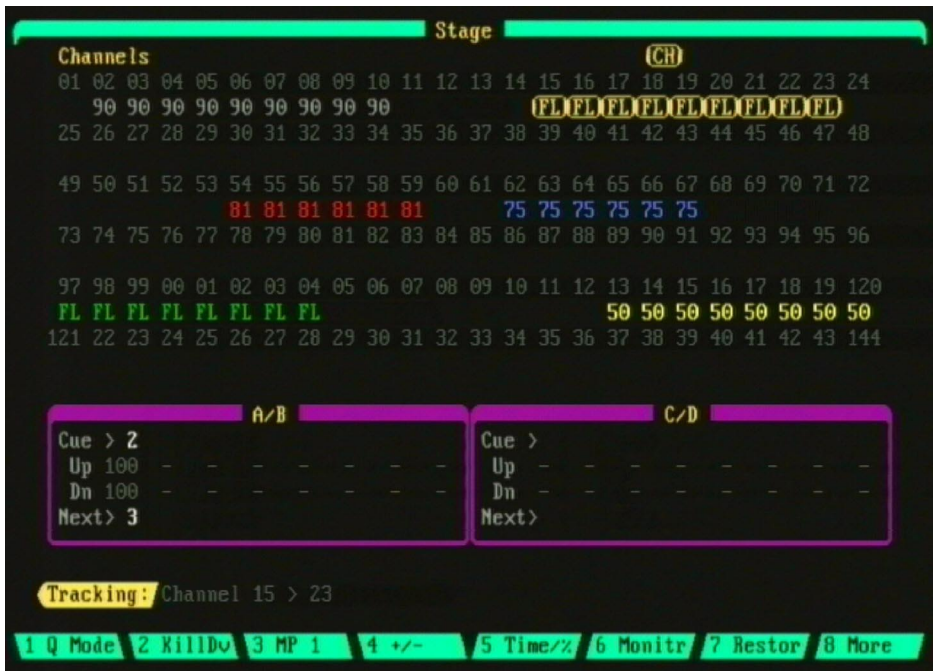 Stage
Channels (CH)
01 02 03 04 05 06 07 08 09 10 11 12 13 14 15 16 17 18 19 20 21 22 23 24
90 90 90 90 90 90 90 90 90 FL FL FL FL FL FL FL FL FL
25 26 27 28 29 30 31 32 33 34 35 36 37 38 39 40 41 42 43 44 45 46 47 48
49 50 51 52 53 54 55 56 57 58 59 60 61 62 63 64 65 66 67 68 69 70 71 72
81 81 81 81 81 81 75 75 75 75 75 75
73 74 75 76 77 78 79 80 81 82 83 84 85 86 87 88 89 90 91 92 93 94 95 96
97 98 99 00 01 02 03 04 05 06 07 08 09 10 11 12 13 14 15 16 17 18 19 120
FL FL FL FL FL FL FL FL 50 50 50 50 50 50 50 50
121 22 23 24 25 26 27 28 29 30 31 32 33 34 35 36 37 38 39 40 41 42 43 144
A/B
Cue > 2
Up 100 - - - - - - -
Dn 100 - - - - - - -
Next> 3
C/D
Cue >
Up - - - - - - - -
Dn - - - - - - - -
Next>
Tracking: Channel 15 > 23
1 Q Mode 2 KillDv 3 MP 1 4 +/- 5 Time/% 6 Monitr 7 Restor 8 More